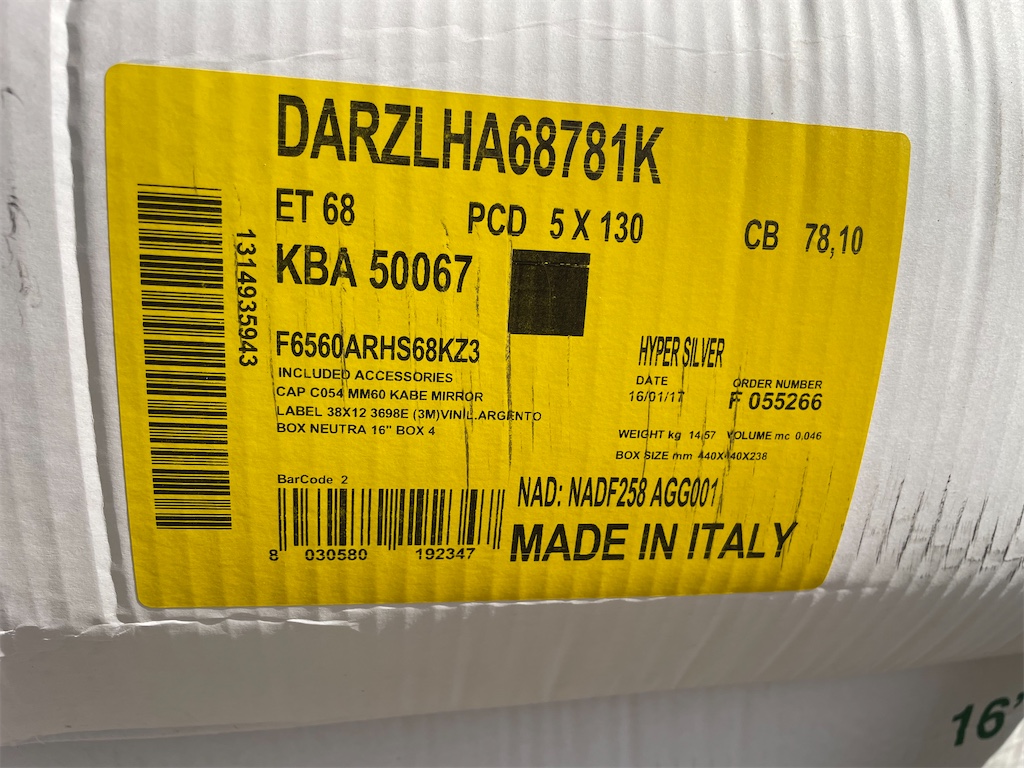 DARZLHA68781K
ET 68 PCD 5 X 130 CB 78,10
KBA 50067
1314935943
F6560ARHS68KZ3 HYPER SILVER
INCLUDED ACCESSORIES
CAP C054 MM60 KABE MIRROR
LABEL 38X12 3698E (3M)VINIL.ARGENTO
BOX NEUTRA 16" BOX 4
DATE ORDER NUMBER
16/01/17 F 055266
WEIGHT kg 14,57 VOLUME mc 0,046
BOX SIZE mm 440X440X238
BarCode 2
8 030580 192347
NAD: NADF258 AGG001
MADE IN ITALY
16"